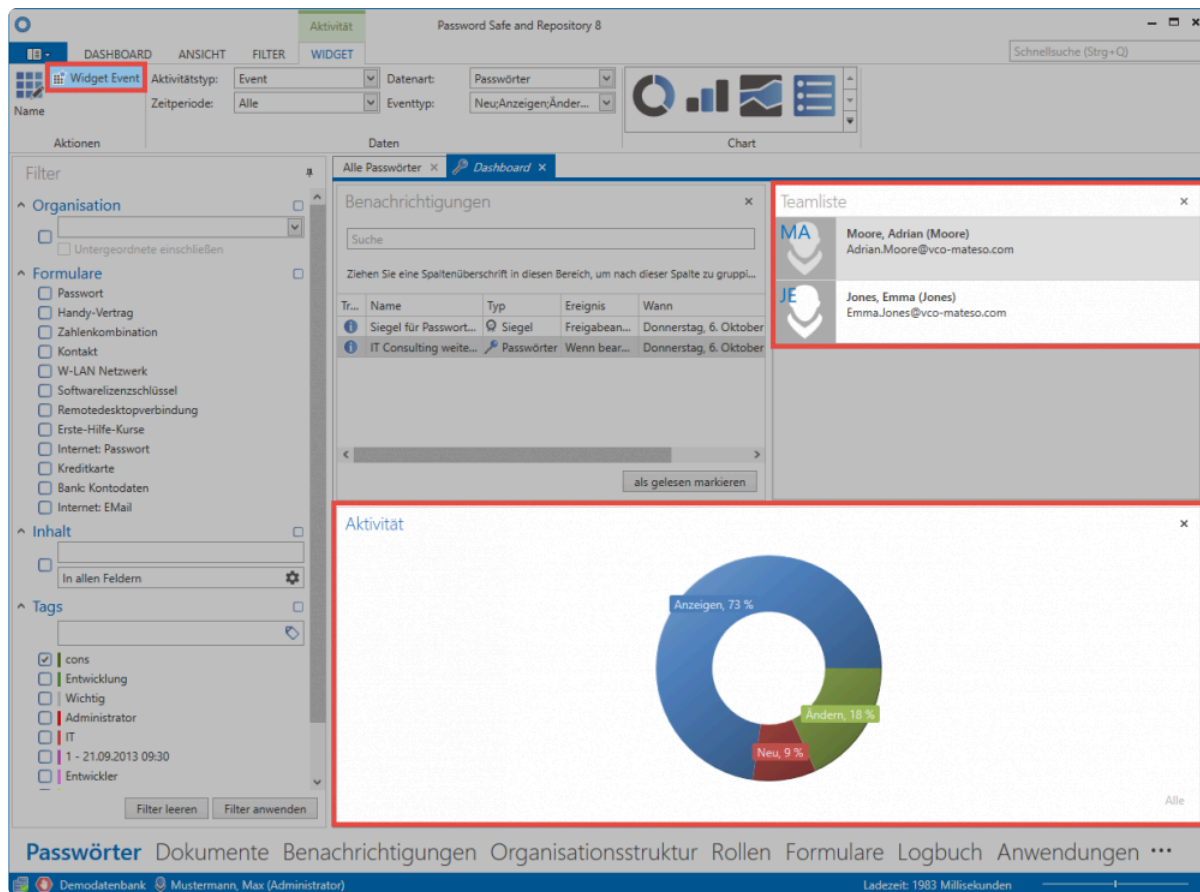 Aktivität
Password Safe and Repository 8
DASHBOARD ANSICHT FILTER WIDGET
Schnellsuche (Strg+Q)
Widget Event
Aktivitätstyp: Event
Datenart: Passwörter
Zeitperiode: Alle
Eventtyp: Neu;Anzeigen;Änder...
Name
Aktionen
Daten
Chart
Filter
Organisation
Untergeordnete einschließen
Formulare
Passwort
Handy-Vertrag
Zahlenkombination
Kontakt
W-LAN Netzwerk
Softwarelizenzschlüssel
Remotedesktopverbindung
Erste-Hilfe-Kurse
Internet: Passwort
Kreditkarte
Bank: Kontodaten
Internet: EMail
Inhalt
In allen Feldern
Tags
cons
Entwicklung
Wichtig
Administrator
IT
1 - 21.09.2013 09:30
Entwickler
Filter leeren
Filter anwenden
Alle Passwörter
Dashboard
Benachrichtigungen
Suche
Ziehen Sie eine Spaltenüberschrift in diesen Bereich, um nach dieser Spalte zu gruppi...
Tr... Name Typ Ereignis Wann
Siegel für Passwort... Siegel Freigabean... Donnerstag, 6. Oktober
IT Consulting weite... Passwörter Wenn bear... Donnerstag, 6. Oktober
als gelesen markieren
Teamliste
MA
Moore, Adrian (Moore)
Adrian.Moore@vco-mateso.com
JE
Jones, Emma (Jones)
Emma.Jones@vco-mateso.com
Aktivität
Anzeigen, 73 %
Ändern, 18 %
Neu, 9 %
Alle
Passwörter Dokumente Benachrichtigungen Organisationsstruktur Rollen Formulare Logbuch Anwendungen ...
Demodatenbank Mustermann, Max (Administrator)
Ladezeit: 1983 Millisekunden